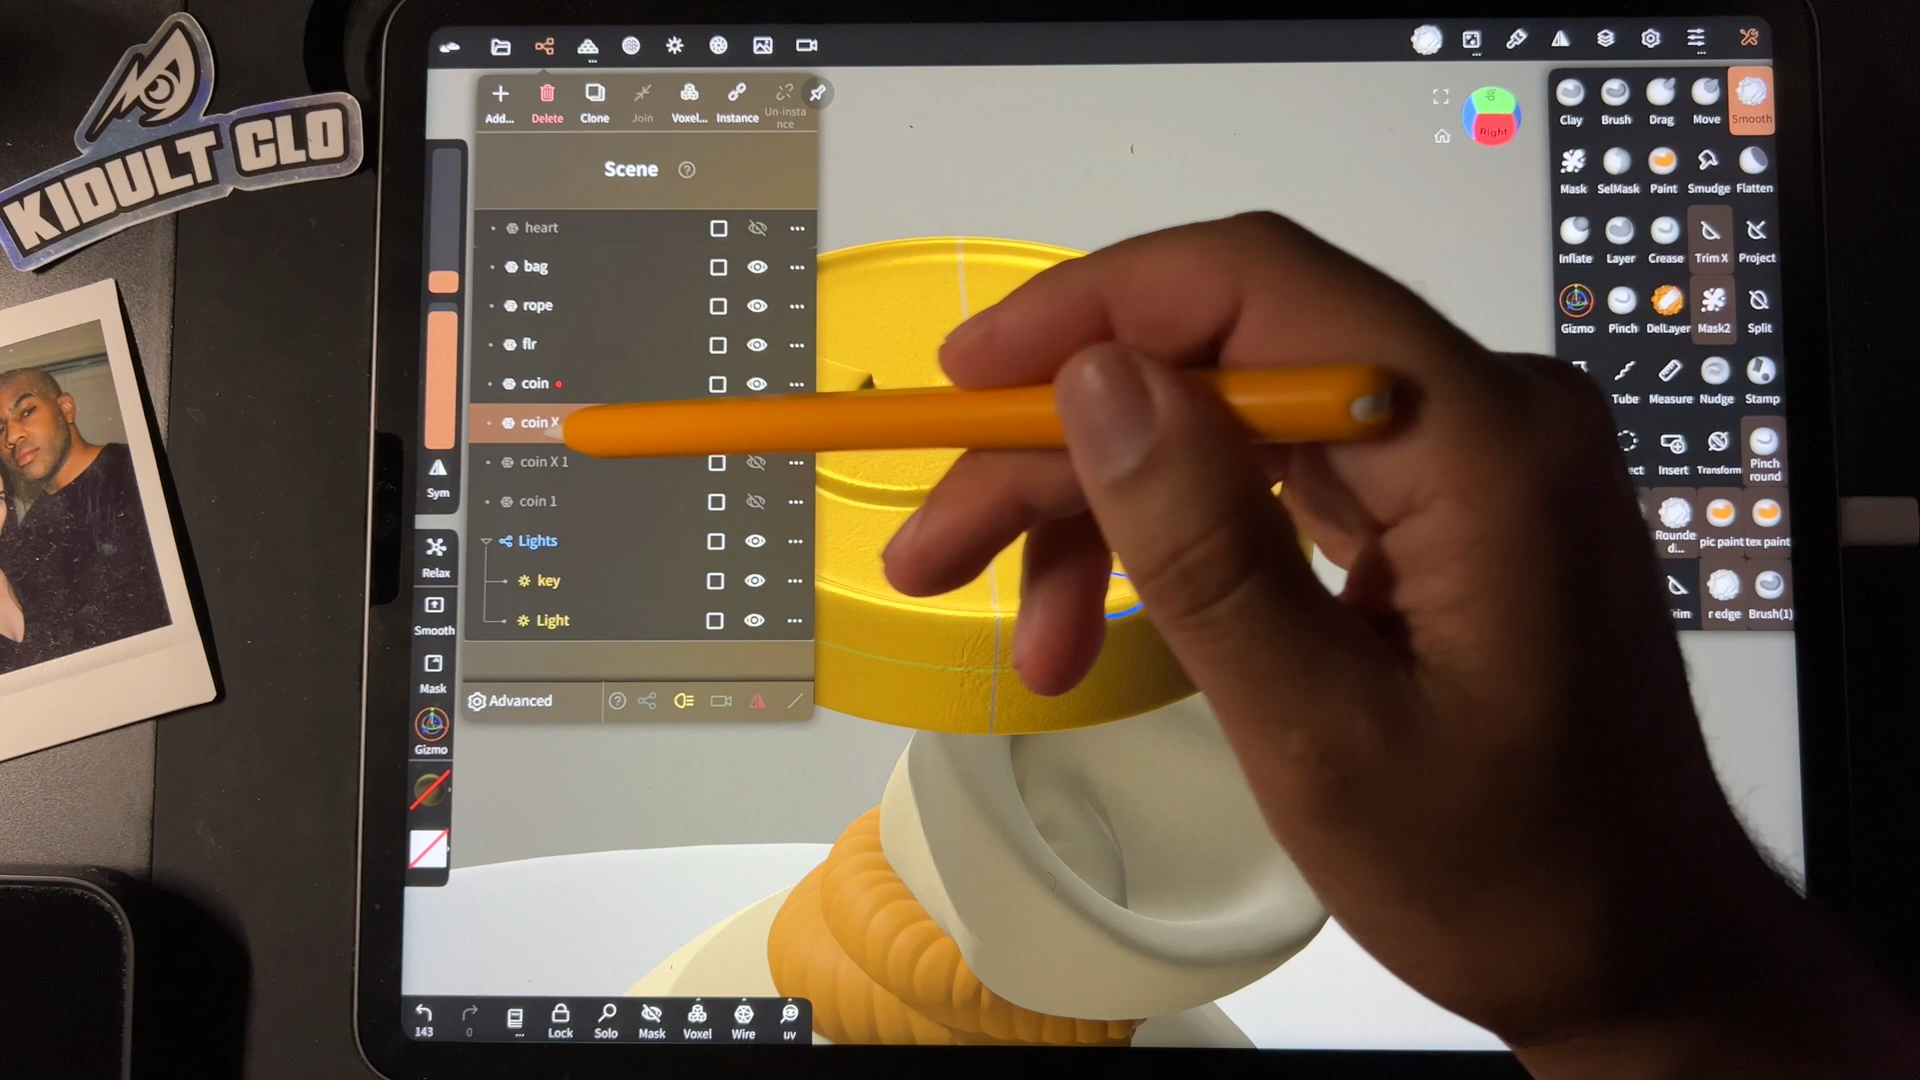 KIDULT CLO
Add... Delete Clone Join Voxel... Instance Un-insta
nce
Scene
heart
bag
rope
flr
coin
coin X
coin X 1
coin 1
Lights
key
Light
Advanced
Sym
Relax
Smooth
Mask
Gizmo
143 0 Lock Solo Mask Voxel Wire uv
Right
Clay Brush Drag Move Smooth
Mask SelMask Paint Smudge Flatten
Inflate Layer Crease Trim X Project
Gizmo Pinch DelLayer Mask2 Split
Tube Measure Nudge Stamp
Insert Transform Pinch
round
Rounde
d... pic paint tex paint
Brush(1)